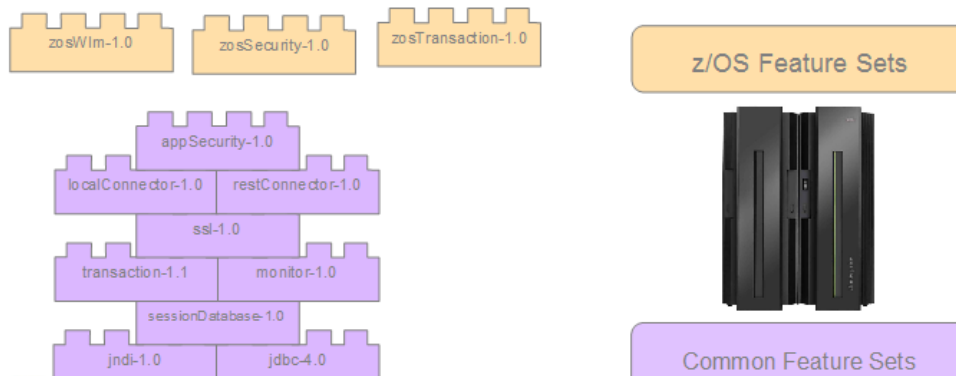 zosWlm-1.0
zosSecurity-1.0
zosTransaction-1.0
z/OS Feature Sets
appSecurity-1.0
localConnector-1.0
restConnector-1.0
ssl-1.0
transaction-1.1
monitor-1.0
sessionDatabase-1.0
jndi-1.0
jdbc-4.0
Common Feature Sets